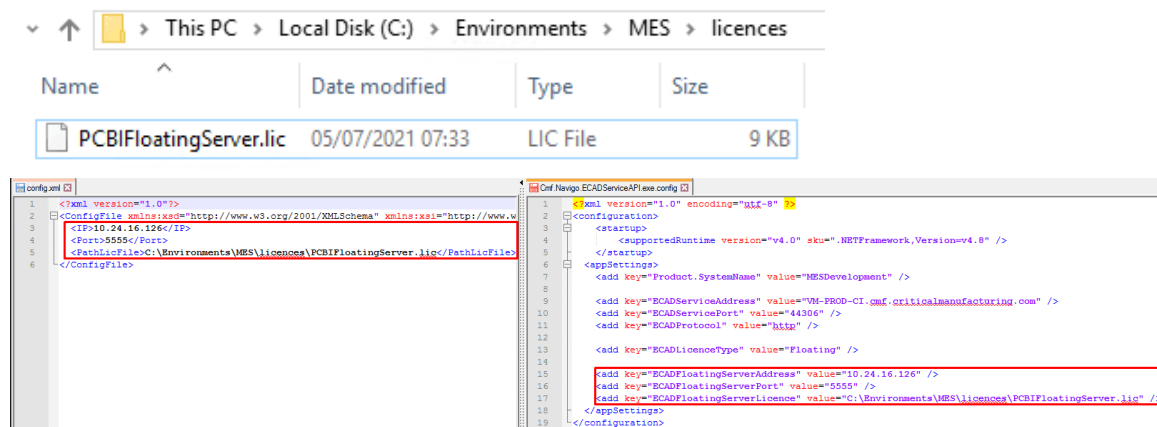 This PC > Local Disk (C:) > Environments > MES > licences
Name Date modified Type Size
PCBIFloatingServer.lic 05/07/2021 07:33 LIC File 9 KB
config.xml
1 <?xml version="1.0"?>
2 <ConfigFile xmlns:xsd="http://www.w3.org/2001/XMLSchema" xmlns:xsi="http://www.w
3 <IP>10.24.16.126</IP>
4 <Port>5555</Port>
5 <PathLicFile>C:\Environments\MES\licences\PCBIFloatingServer.lic</PathLicFile>
6 </ConfigFile>
Cmf.Navigo.ECADServiceAPI.exe.config
1 <?xml version="1.0" encoding="utf-8" ?>
2 <configuration>
3 <startup>
4 <supportedRuntime version="v4.0" sku=".NETFramework,Version=v4.8" />
5 </startup>
6 <appSettings>
7 <add key="Product.SystemName" value="MESDevelopment" />
8
9 <add key="ECADServiceAddress" value="VM-PROD-CI.cmf.criticalmanufacturing.com" />
10 <add key="ECADServicePort" value="44306" />
11 <add key="ECADProtocol" value="http" />
12
13 <add key="ECADLicenceType" value="Floating" />
14
15 <add key="ECADFloatingServerAddress" value="10.24.16.126" />
16 <add key="ECADFloatingServerPort" value="5555" />
17 <add key="ECADFloatingServerLicence" value="C:\Environments\MES\licences\PCBIFloatingServer.lic" /
18 </appSettings>
19 </configuration>